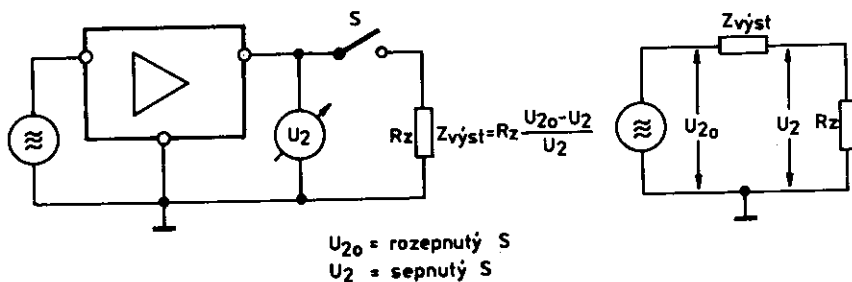 S
U2
Rz
Zvýst=Rz U2o-U2 / U2
Zvýst
U2o
U2
Rz
U2o = rozepnutý S
U2 = sepnutý S